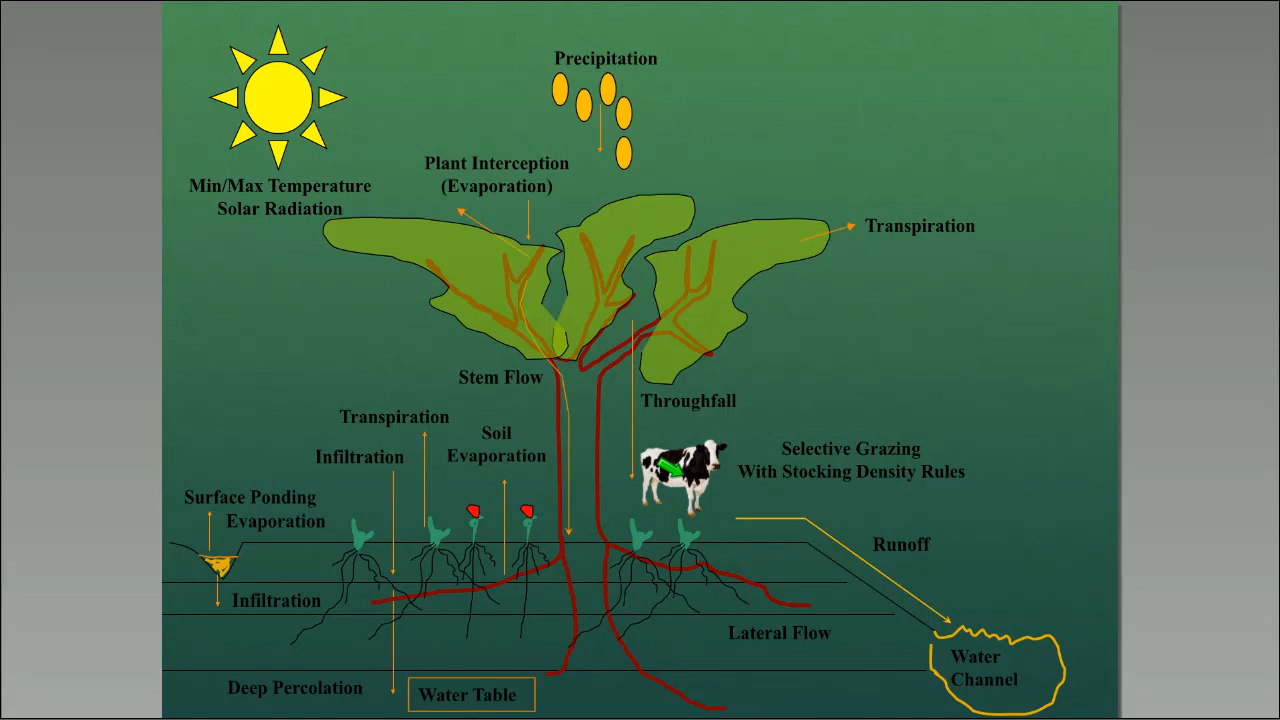 Precipitation
Plant Interception
(Evaporation)
Min/Max Temperature
Solar Radiation
Transpiration
Stem Flow
Throughfall
Transpiration
Soil
Evaporation
Infiltration
Selective Grazing
With Stocking Density Rules
Surface Ponding
Evaporation
Runoff
Infiltration
Lateral Flow
Water
Channel
Deep Percolation
Water Table